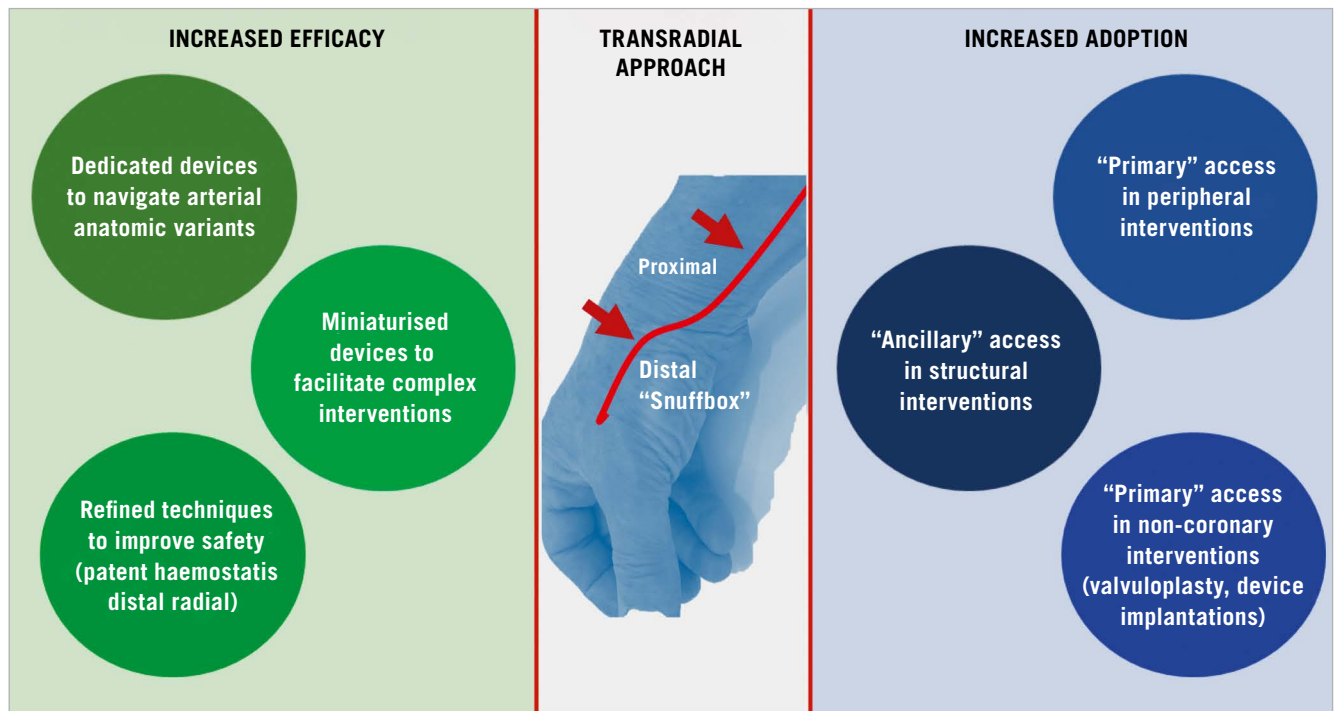 INCREASED EFFICACY
Dedicated devices
to navigate arterial
anatomic variants
Miniaturised
devices to
facilitate complex
interventions
Refined techniques
to improve safety
(patent haemostatis
distal radial)
TRANSRADIAL
APPROACH
Proximal
Distal
“Snuffbox”
INCREASED ADOPTION
“Primary” access
in peripheral
interventions
“Ancillary” access
in structural
interventions
“Primary” access
in non-coronary
interventions
(valvuloplasty, device
implantations)